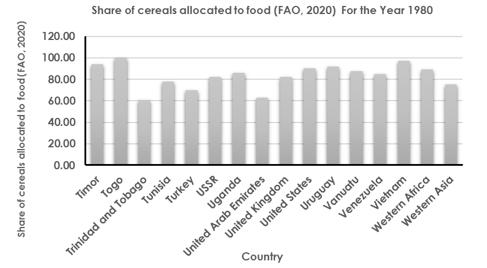 Share of cereals allocated to food (FAO, 2020)  For the Year 1980
Share of cereals allocated to food (FAO, 2020)
120.00
100.00
80.00
60.00
40.00
20.00
0.00
Timor
Togo
Trinidad and Tobago
Tunisia
Turkey
USSR
Uganda
United Arab Emirates
United Kingdom
United States
Uruguay
Vanuatu
Venezuela
Vietnam
Western Africa
Western Asia
Country